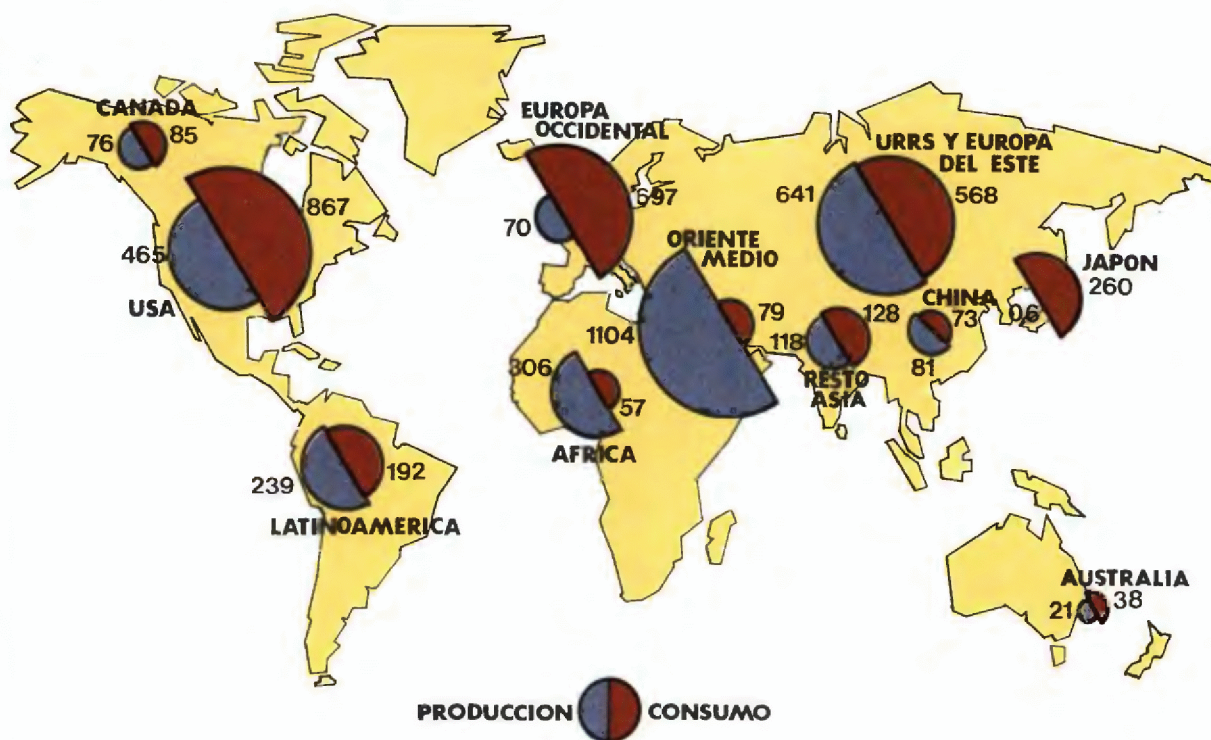 CANADA
76
85
EUROPA
OCCIDENTAL
70
697
URRS Y EUROPA
DEL ESTE
641
568
867
465
USA
ORIENTE
MEDIO
1104
79
JAPON
260
06
CHINA
73
81
128
118
RESTO
ASIA
306
57
AFRICA
239
192
LATINOAMERICA
AUSTRALIA
21
38
PRODUCCION
CONSUMO